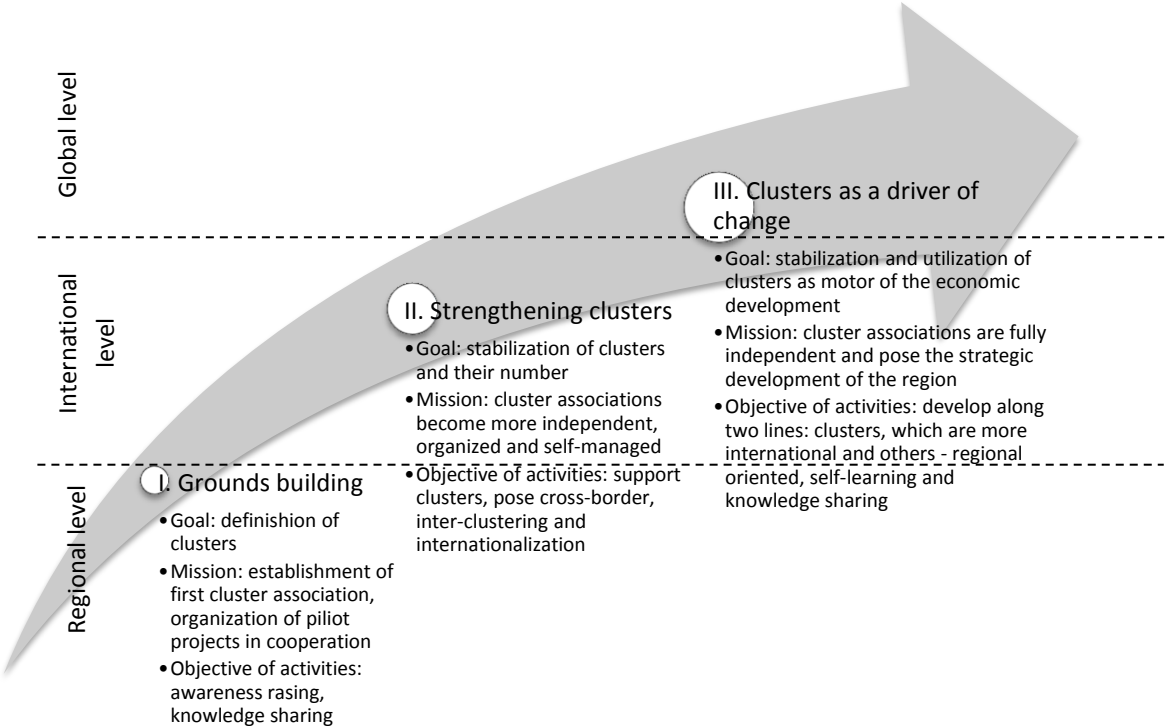 Global level
International
level
Regional level
I. Grounds building
•Goal: definishion of
clusters
•Mission: establishment of
first cluster association,
organization of piliot
projects in cooperation
•Objective of activities:
awareness rasing,
knowledge sharing
II. Strengthening clusters
•Goal: stabilization of clusters
and their number
•Mission: cluster associations
become more independent,
organized and self-managed
•Objective of activities: support
clusters, pose cross-border,
inter-clustering and
internationalization
III. Clusters as a driver of
change
•Goal: stabilization and utilization of
clusters as motor of the economic
development
•Mission: cluster associations are fully
independent and pose the strategic
development of the region
•Objective of activities: develop along
two lines: clusters, which are more
international and others - regional
oriented, self-learning and
knowledge sharing